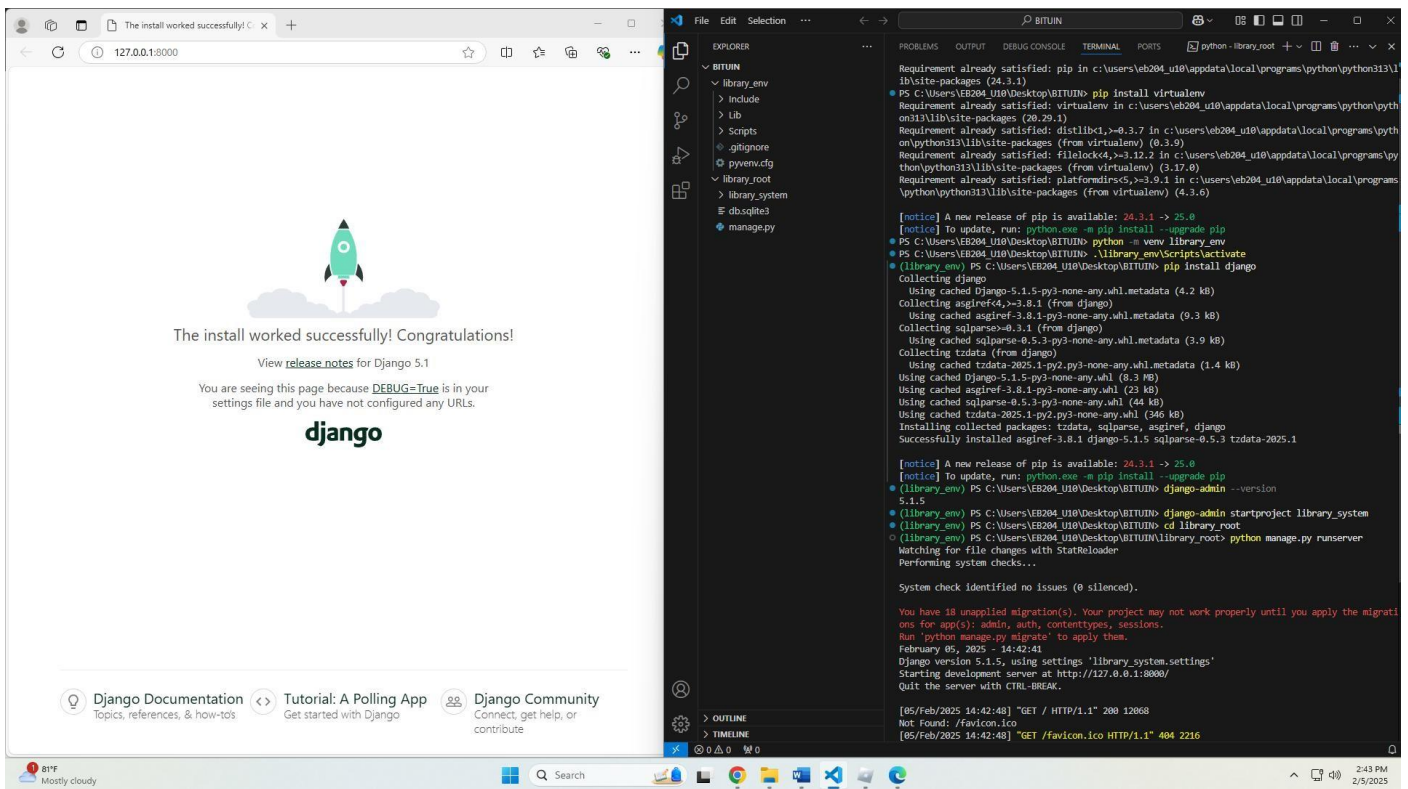 The install worked successfully! C
127.0.0.1:8000
The install worked successfully! Congratulations!
View release notes for Django 5.1
You are seeing this page because DEBUG=True is in your
settings file and you have not configured any URLs.
django
Django Documentation
Topics, references, & how-to's
Tutorial: A Polling App
Get started with Django
Django Community
Connect, get help, or
contribute
File Edit Selection ···
BITUIN
EXPLORER
BITUIN
library_env
Include
Lib
Scripts
.gitignore
pyvenv.cfg
library_root
library_system
db.sqlite3
manage.py
OUTLINE
TIMELINE
PROBLEMS OUTPUT DEBUG CONSOLE TERMINAL PORTS python - library_root
Requirement already satisfied: pip in c:\users\eb204_u10\appdata\local\programs\python\python313\l
ib\site-packages (24.3.1)
PS C:\Users\EB204_U10\Desktop\BITUIN> pip install virtualenv
Requirement already satisfied: virtualenv in c:\users\eb204_u10\appdata\local\programs\python\pyth
on313\lib\site-packages (20.29.1)
Requirement already satisfied: distlib<1,>=0.3.7 in c:\users\eb204_u10\appdata\local\programs\pyth
on\python313\lib\site-packages (from virtualenv) (0.3.9)
Requirement already satisfied: filelock<4,>=3.12.2 in c:\users\eb204_u10\appdata\local\programs\py
thon\python313\lib\site-packages (from virtualenv) (3.17.0)
Requirement already satisfied: platformdirs<5,>=3.9.1 in c:\users\eb204_u10\appdata\local\programs
\python\python313\lib\site-packages (from virtualenv) (4.3.6)
[notice] A new release of pip is available: 24.3.1 -> 25.0
[notice] To update, run: python.exe -m pip install --upgrade pip
PS C:\Users\EB204_U10\Desktop\BITUIN> python -m venv library_env
PS C:\Users\EB204_U10\Desktop\BITUIN> .\library_env\Scripts\activate
(library_env) PS C:\Users\EB204_U10\Desktop\BITUIN> pip install django
Collecting django
Using cached Django-5.1.5-py3-none-any.whl.metadata (4.2 kB)
Collecting asgiref<4,>=3.8.1 (from django)
Using cached asgiref-3.8.1-py3-none-any.whl.metadata (9.3 kB)
Collecting sqlparse>=0.3.1 (from django)
Using cached sqlparse-0.5.3-py3-none-any.whl.metadata (3.9 kB)
Collecting tzdata (from django)
Using cached tzdata-2025.1-py2.py3-none-any.whl.metadata (1.4 kB)
Using cached Django-5.1.5-py3-none-any.whl (8.3 MB)
Using cached asgiref-3.8.1-py3-none-any.whl (23 kB)
Using cached sqlparse-0.5.3-py3-none-any.whl (44 kB)
Using cached tzdata-2025.1-py2.py3-none-any.whl (346 kB)
Installing collected packages: tzdata, sqlparse, asgiref, django
Successfully installed asgiref-3.8.1 django-5.1.5 sqlparse-0.5.3 tzdata-2025.1
[notice] A new release of pip is available: 24.3.1 -> 25.0
[notice] To update, run: python.exe -m pip install --upgrade pip
(library_env) PS C:\Users\EB204_U10\Desktop\BITUIN> django-admin --version
5.1.5
(library_env) PS C:\Users\EB204_U10\Desktop\BITUIN> django-admin startproject library_system
(library_env) PS C:\Users\EB204_U10\Desktop\BITUIN> cd library_root
(library_env) PS C:\Users\EB204_U10\Desktop\BITUIN\library_root> python manage.py runserver
Watching for file changes with StatReloader
Performing system checks...
System check identified no issues (0 silenced).
You have 18 unapplied migration(s). Your project may not work properly until you apply the migrati
ons for app(s): admin, auth, contenttypes, sessions.
Run 'python manage.py migrate' to apply them.
February 05, 2025 - 14:42:41
Django version 5.1.5, using settings 'library_system.settings'
Starting development server at http://127.0.0.1:8000/
Quit the server with CTRL-BREAK.
[05/Feb/2025 14:42:48] "GET / HTTP/1.1" 200 12068
Not Found: /favicon.ico
[05/Feb/2025 14:42:48] "GET /favicon.ico HTTP/1.1" 404 2216
0 0 0
1
81°F
Mostly cloudy
Search
2:43 PM
2/5/2025